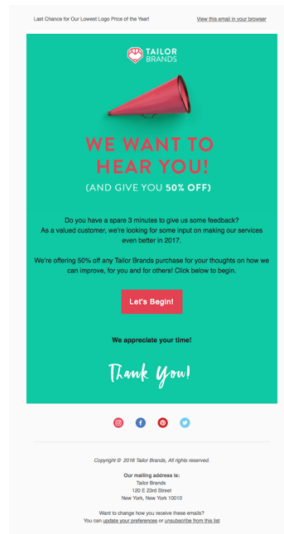 Last Chance for Our Lowest Logo Price of the Year!
View this email in your browser
TAILOR
BRANDS
WE WANT TO
HEAR YOU!
(AND GIVE YOU 50% OFF)
Do you have a spare 3 minutes to give us some feedback?
As a valued customer, we're looking for some input on making our services
even better in 2017.
We're offering 50% off any Tailor Brands purchase for your thoughts on how we
can improve, for you and for others! Click below to begin.
Let's Begin!
We appreciate your time!
Thank You!
Copyright © 2016 Tailor Brands, All rights reserved.
Our mailing address is:
Tailor Brands
120 E 23rd Street
New York, New York 10010
Want to change how you receive these emails?
You can update your preferences or unsubscribe from this list